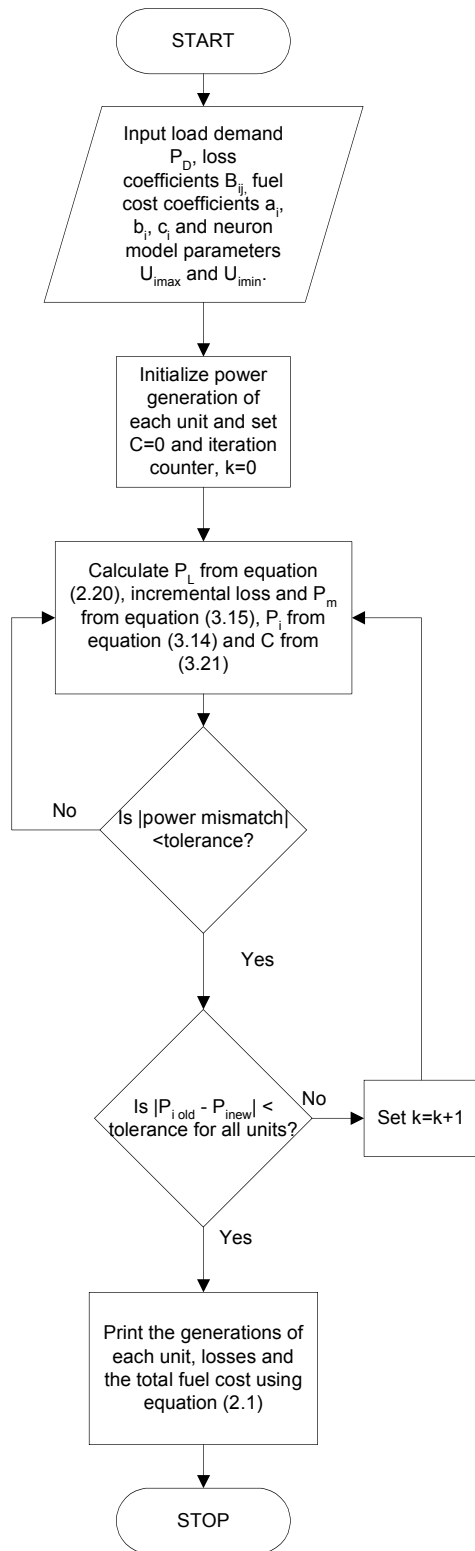 START
Input load demand
P_D, loss
coefficients B_ij, fuel
cost coefficients a_i,
b_i, c_i and neuron
model parameters
U_imax and U_imin.
Initialize power
generation of
each unit and set
C=0 and iteration
counter, k=0
Calculate P_L from equation
(2.20), incremental loss and P_m
from equation (3.15), P_i from
equation (3.14) and C from
(3.21)
No
Is |power mismatch|
<tolerance?
Yes
Is |P_i old - P_inew| <
tolerance for all units?
No
Set k=k+1
Yes
Print the generations of
each unit, losses and
the total fuel cost using
equation (2.1)
STOP